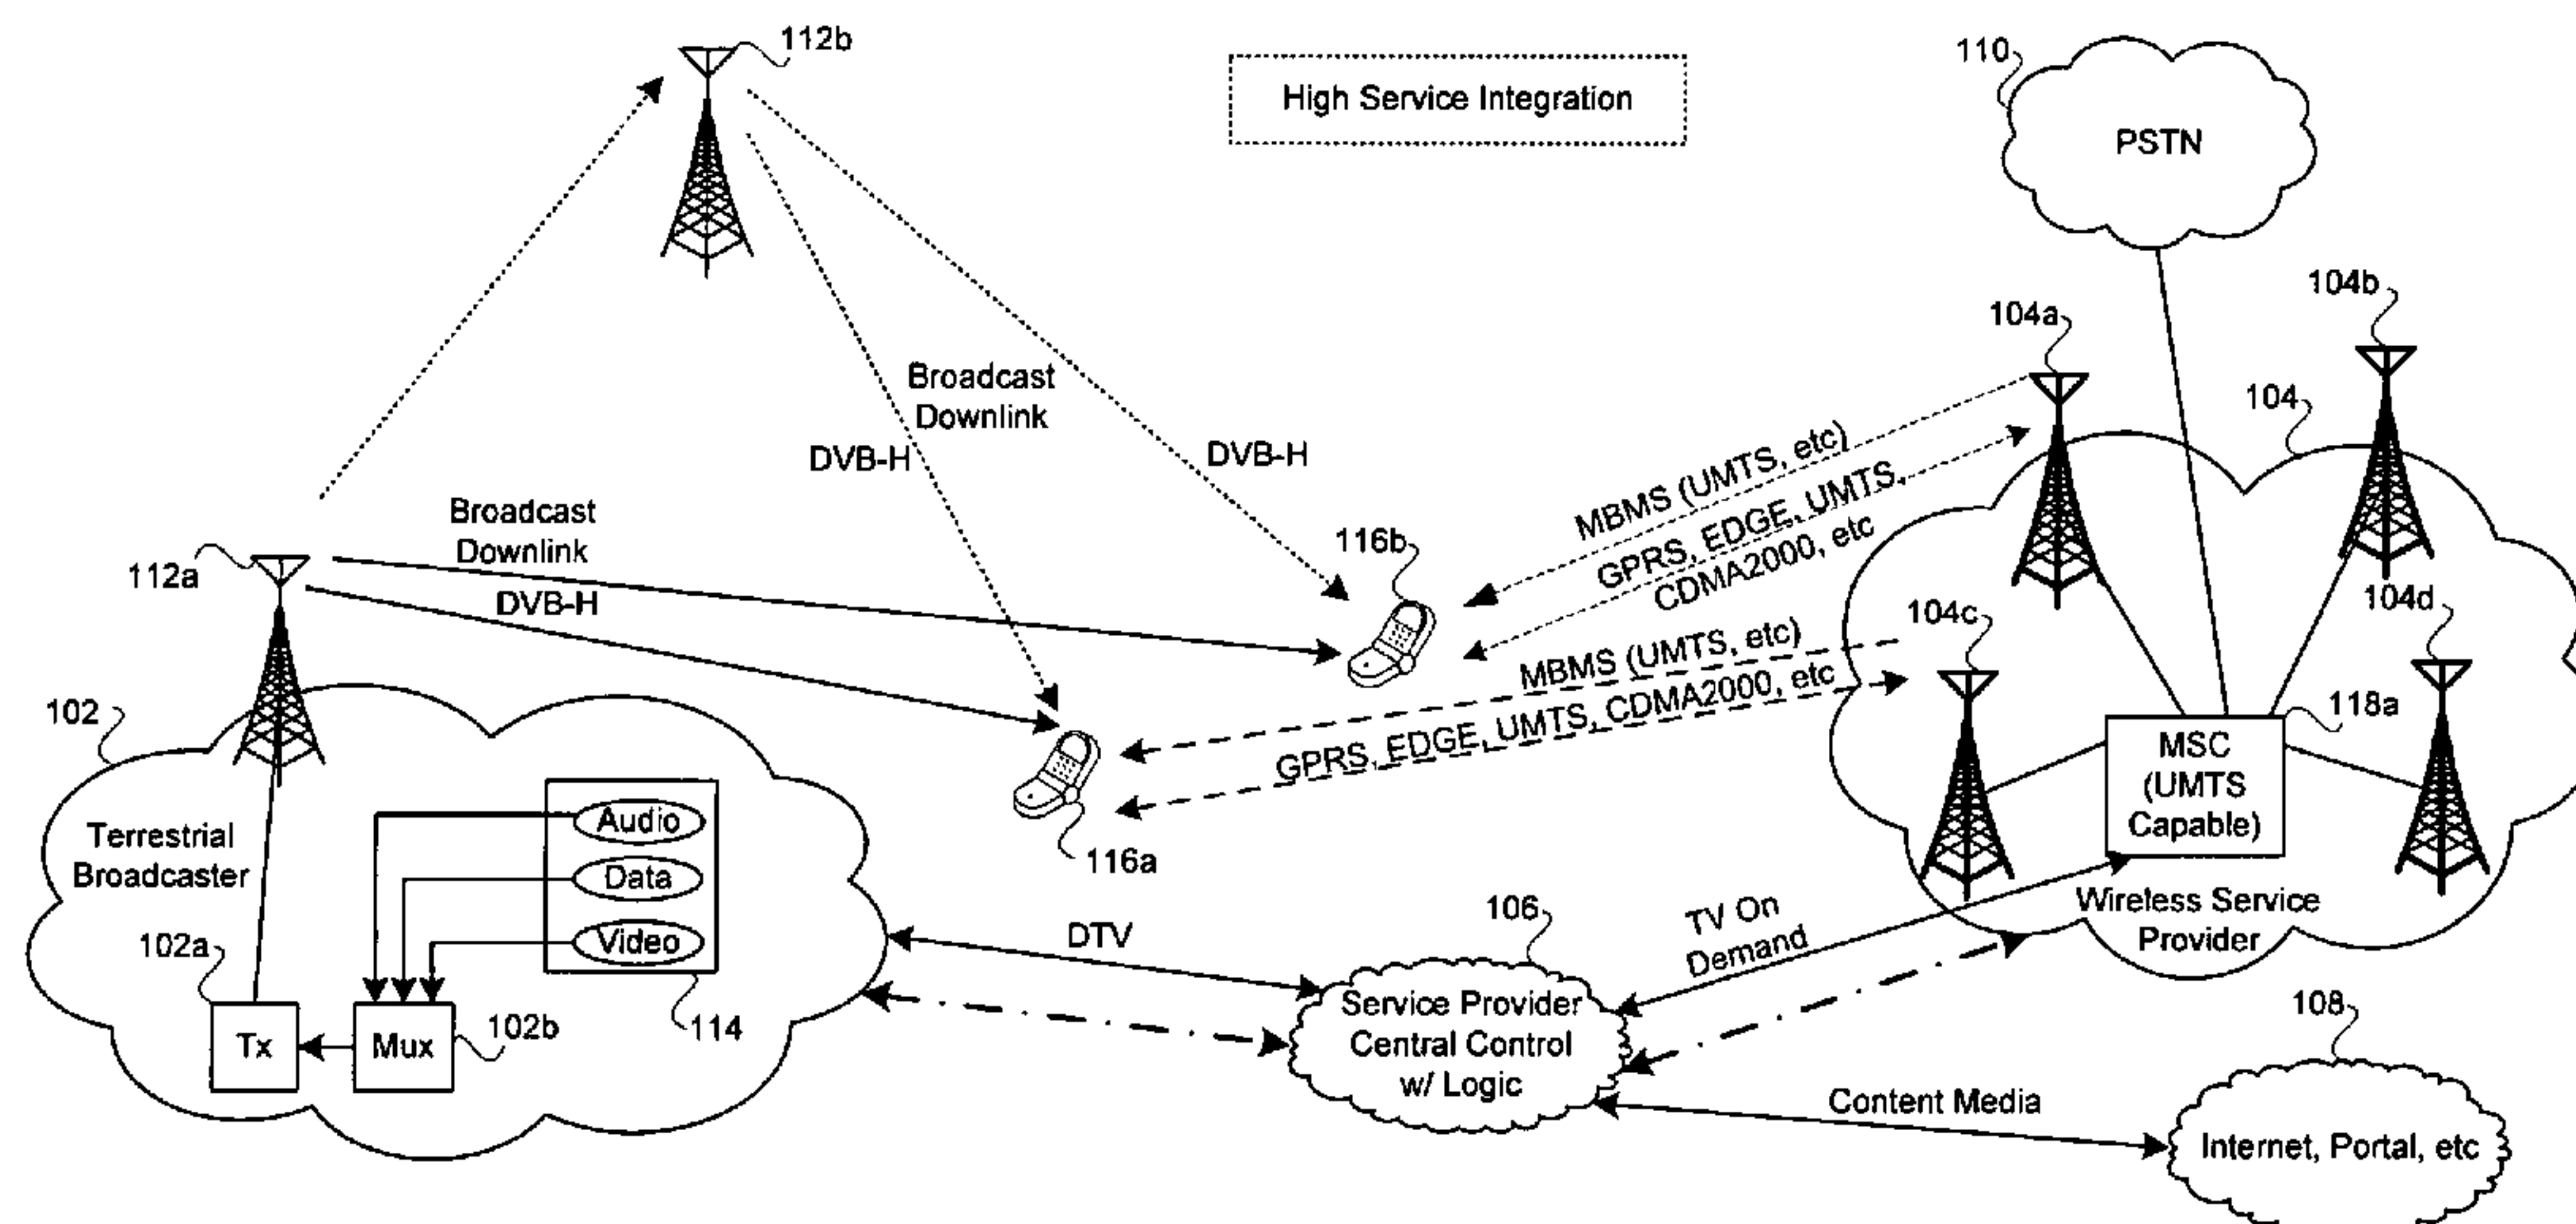 112b
High Service Integration
110
PSTN
104b
104a
104
Broadcast
Downlink
DVB-H
DVB-H
MBMS (UMTS, etc)
GPRS, EDGE, UMTS,
CDMA2000, etc
Broadcast
Downlink
112a
DVB-H
116b
104c
104d
MBMS (UMTS, etc)
GPRS, EDGE, UMTS, CDMA2000, etc
102
118a
MSC
(UMTS
Capable)
Terrestrial
Broadcaster
Audio
Data
Video
116a
Wireless Service
Provider
102a
DTV
106
TV On
Demand
Service Provider
Central Control
w/ Logic
Tx
Mux
102b
114
108
Content Media
Internet, Portal, etc